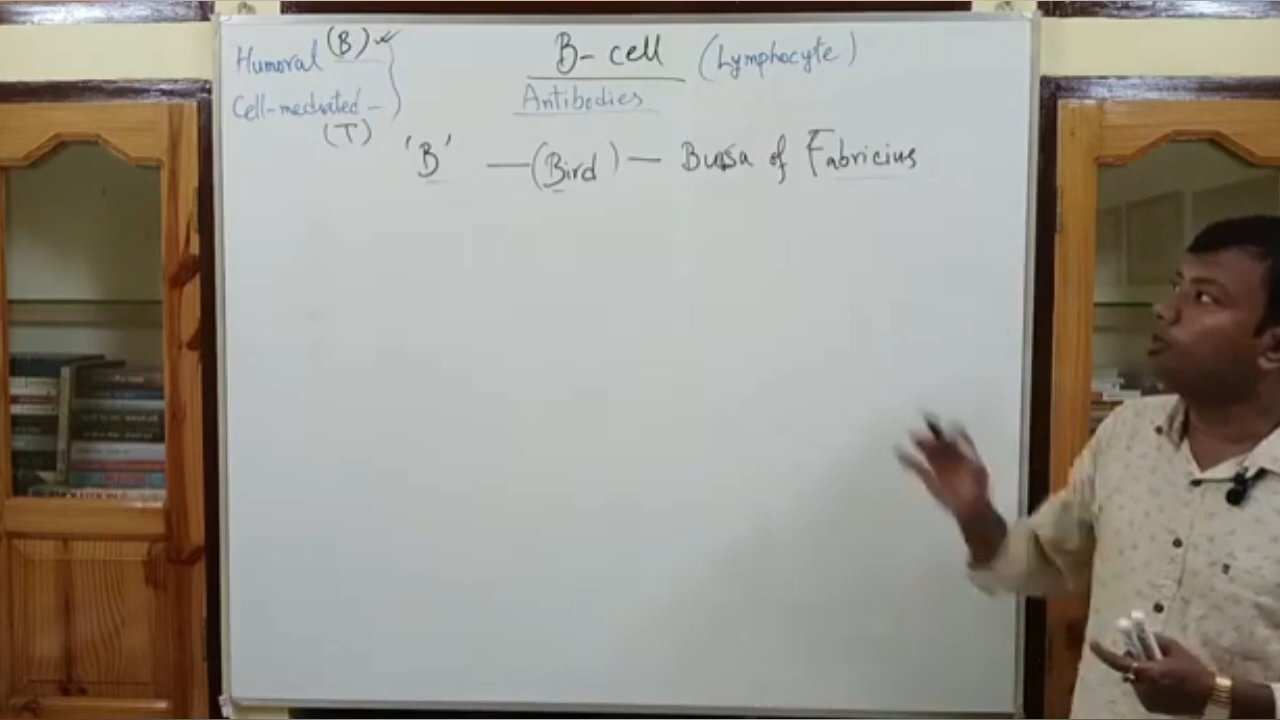 Humoral (B) ✓
Cell-mediated -
(T)
B- cell (Lymphocyte)
Antibodies
'B' — (Bird) — Bursa of Fabricius